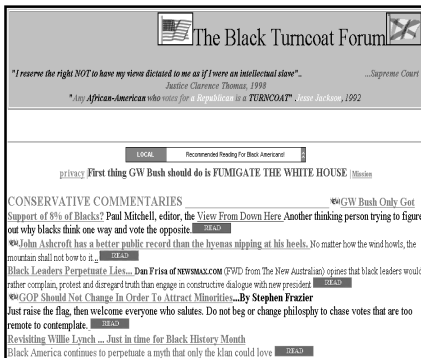 The Black Turncoat Forum
"I reserve the right NOT to have my views dictated to me as if I were an intellectual slave".. ...Supreme Court
Justice Clarence Thomas, 1998
"Any African-American who votes for a Republican is a TURNCOAT". Jesse Jackson, 1992
LOCAL Recommended Reading For Black Americans!
privacy |First thing GW Bush should do is FUMIGATE THE WHITE HOUSE |Mission
CONSERVATIVE COMMENTARIES GW Bush Only Got
Support of 8% of Blacks? Paul Mitchell, editor, the View From Down Here Another thinking person trying to figure
out why blacks think one way and vote the opposite. READ
John Ashcroft has a better public record than the hyenas nipping at his heels. No matter how the wind howls, the
mountain shall not bow to it .. READ
Black Leaders Perpetuate Lies... Dan Frisa of NEWSMAX.COM (FWD from The New Australian) opines that black leaders would
rather complain, protest and disregard truth than engage in constructive dialogue with new president READ
GOP Should Not Change In Order To Attract Minorities...By Stephen Frazier
Just raise the flag, then welcome everyone who salutes. Do not beg or change philosphy to chase votes that are too
remote to contemplate. READ
Revisiting Willie Lynch ... Just in time for Black History Month
Black America continues to perpetuate a myth that only the klan could love READ